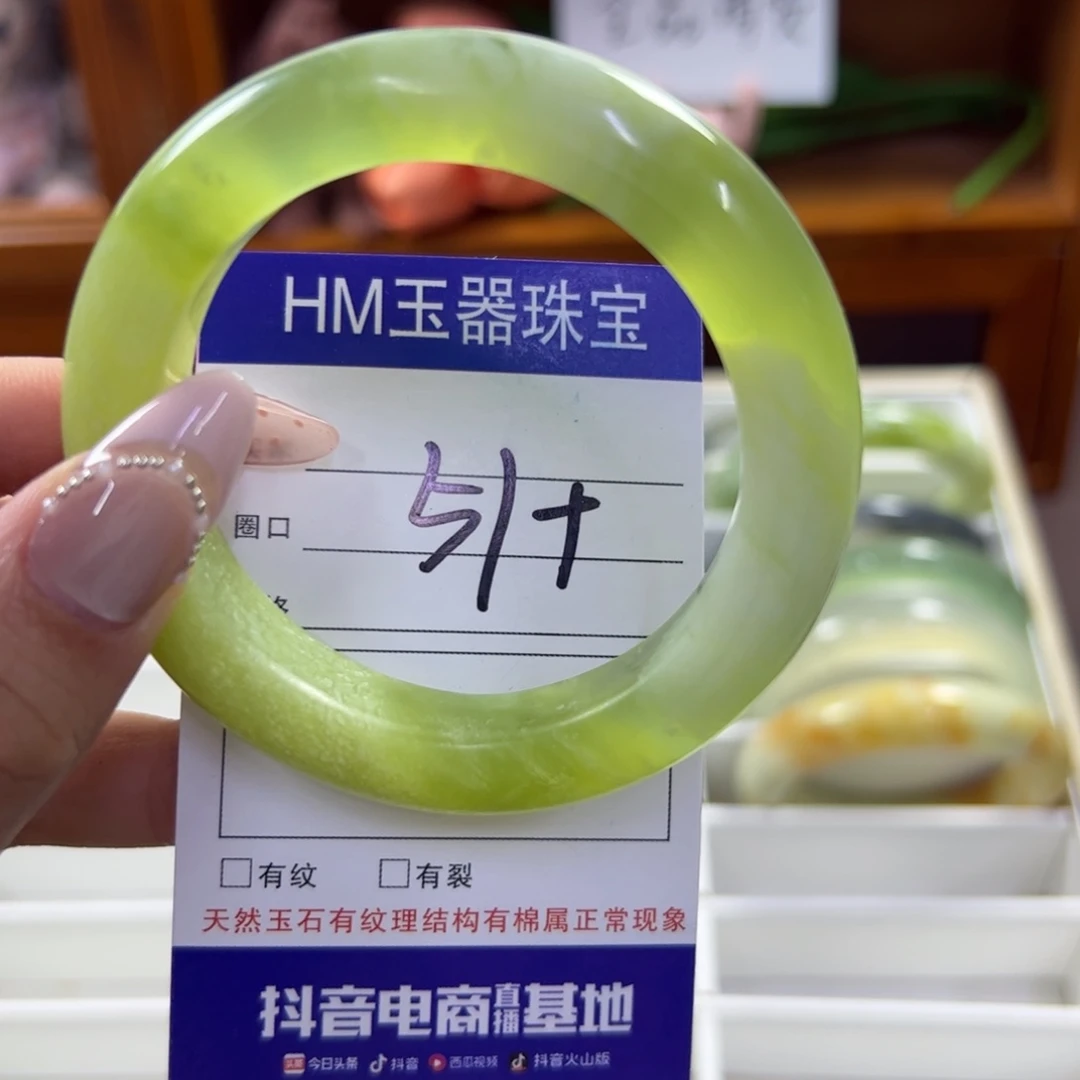 HM玉器珠宝
圈口 51+
有纹 有裂
天然玉石有纹理结构有棉属正常现象
抖音电商直播基地
今日头条 抖音 西瓜视频 抖音火山版